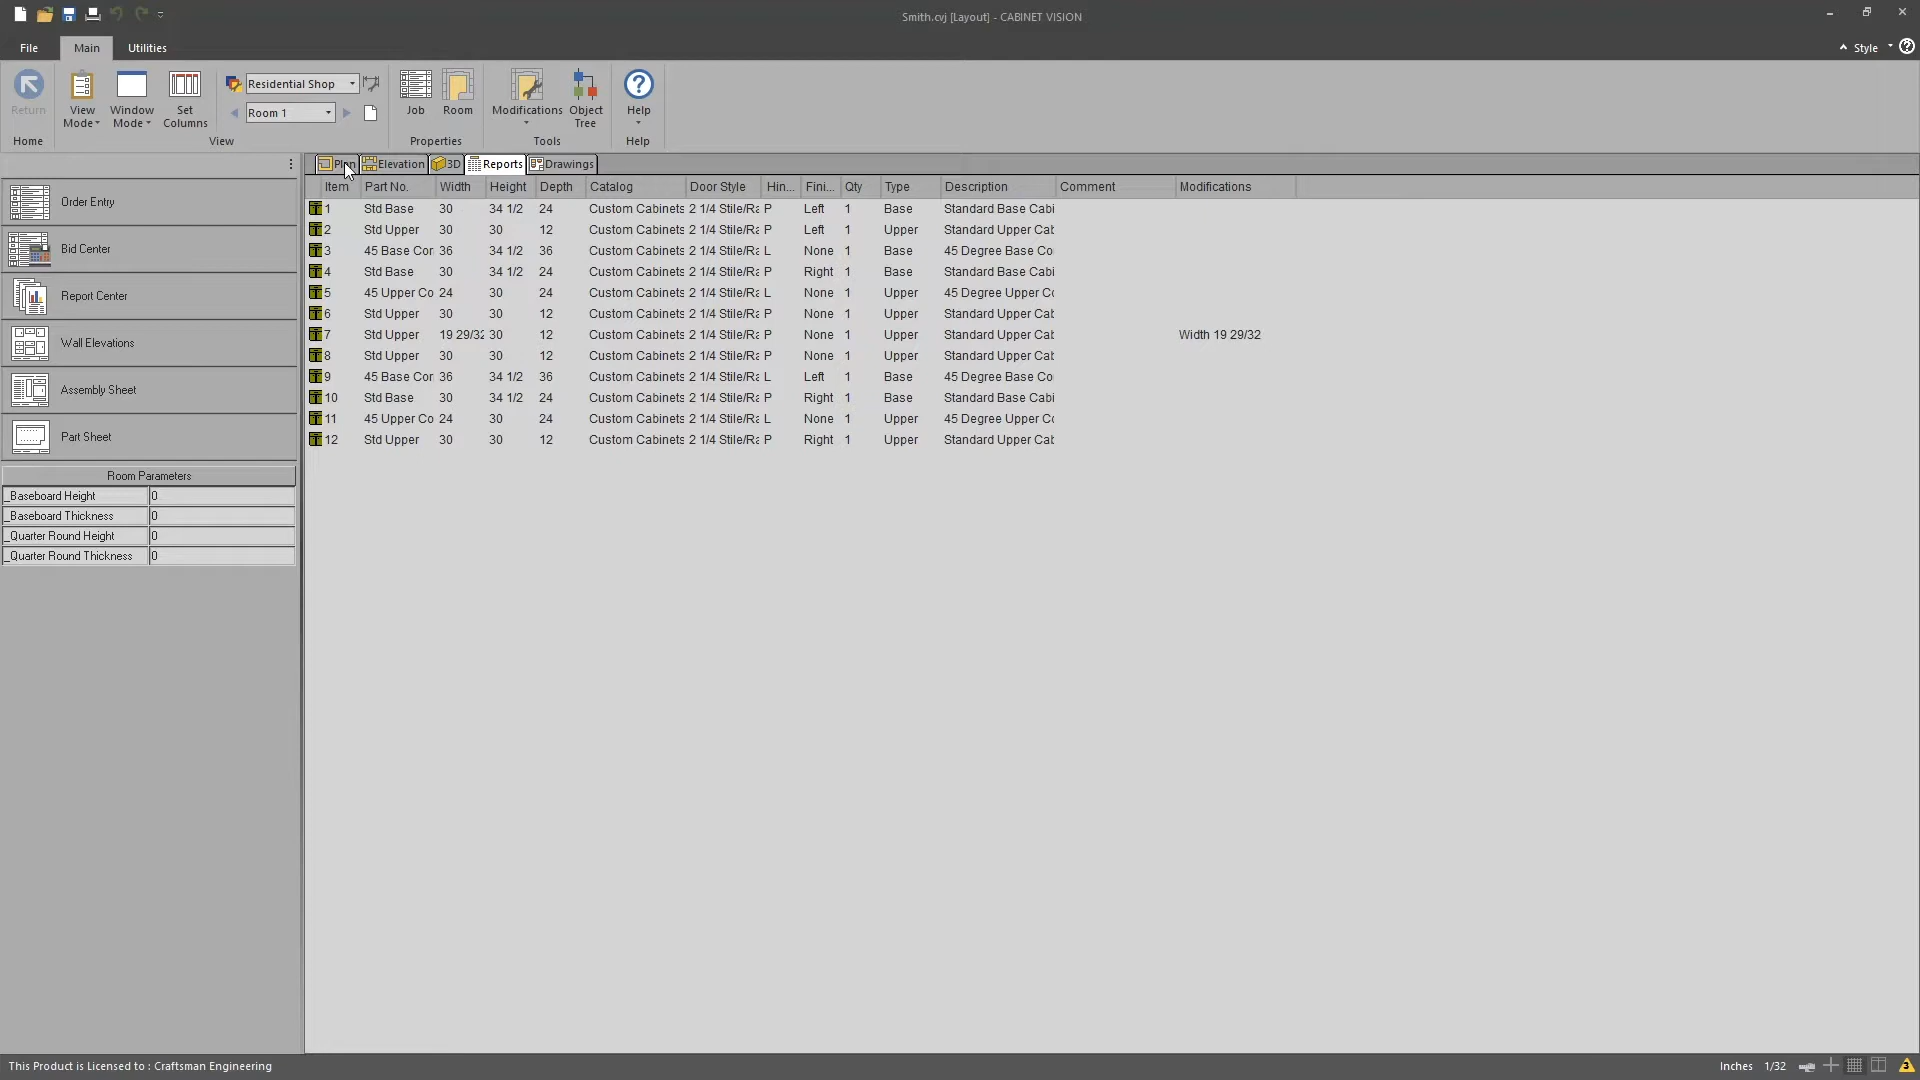 Smith.cvj [Layout] - CABINET VISION
File Main Utilities Style
Return
View Mode
Window Mode
Set Columns
Residential Shop
Room 1
Job
Room
Modifications
Object Tree
Help
Home View Properties Tools Help
Plan Elevation 3D Reports Drawings
Order Entry
Bid Center
Report Center
Wall Elevations
Assembly Sheet
Part Sheet
Room Parameters
_Baseboard Height 0
_Baseboard Thickness 0
_Quarter Round Height 0
_Quarter Round Thickness 0
Item Part No. Width Height Depth Catalog Door Style Hin... Fini... Qty Type Description Comment Modifications
1 Std Base 30 34 1/2 24 Custom Cabinets 2 1/4 Stile/Ra P Left 1 Base Standard Base Cabi
2 Std Upper 30 30 12 Custom Cabinets 2 1/4 Stile/Ra P Left 1 Upper Standard Upper Cab
3 45 Base Cor 36 34 1/2 36 Custom Cabinets 2 1/4 Stile/Ra L None 1 Base 45 Degree Base Co
4 Std Base 30 34 1/2 24 Custom Cabinets 2 1/4 Stile/Ra P Right 1 Base Standard Base Cabi
5 45 Upper Co 24 30 24 Custom Cabinets 2 1/4 Stile/Ra L None 1 Upper 45 Degree Upper Co
6 Std Upper 30 30 12 Custom Cabinets 2 1/4 Stile/Ra P None 1 Upper Standard Upper Cab
7 Std Upper 19 29/32 30 12 Custom Cabinets 2 1/4 Stile/Ra P None 1 Upper Standard Upper Cab Width 19 29/32
8 Std Upper 30 30 12 Custom Cabinets 2 1/4 Stile/Ra P None 1 Upper Standard Upper Cab
9 45 Base Cor 36 34 1/2 36 Custom Cabinets 2 1/4 Stile/Ra L Left 1 Base 45 Degree Base Co
10 Std Base 30 34 1/2 24 Custom Cabinets 2 1/4 Stile/Ra P Right 1 Base Standard Base Cabi
11 45 Upper Co 24 30 24 Custom Cabinets 2 1/4 Stile/Ra L None 1 Upper 45 Degree Upper Co
12 Std Upper 30 30 12 Custom Cabinets 2 1/4 Stile/Ra P Right 1 Upper Standard Upper Cab
This Product is Licensed to : Craftsman Engineering
Inches 1/32